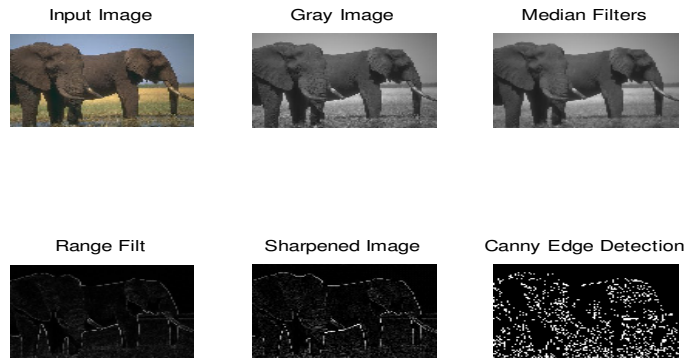 Input Image
Gray Image
Median Filters
Range Filt
Sharpened Image
Canny Edge Detection